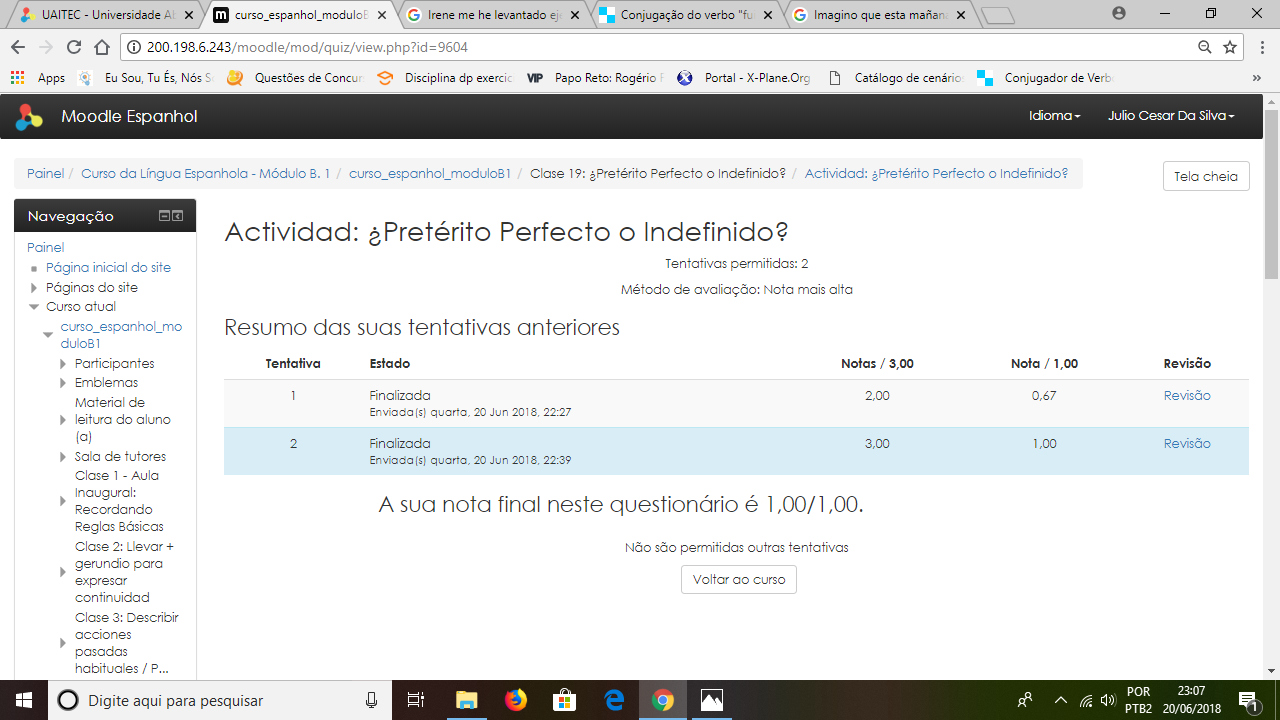 UAITEC - Universidade Ab
curso_espanhol_moduloB
Irene me he levantado eje
Conjugação do verbo "fu
Imagino que esta mañana
200.198.6.243/moodle/mod/quiz/view.php?id=9604
Apps
Eu Sou, Tu És, Nós S
Questões de Concur
Disciplina dp exercic
VIP
Papo Reto: Rogério F
Portal - X-Plane.Org
Catálogo de cenário
Conjugador de Verb
»
Moodle Espanhol
Idioma
Julio Cesar Da Silva
Painel / Curso da Língua Espanhola - Módulo B. 1 / curso_espanhol_moduloB1 / Clase 19: ¿Pretérito Perfecto o Indefinido? / Actividad: ¿Pretérito Perfecto o Indefinido?
Tela cheia
Navegação
Painel
Página inicial do site
Páginas do site
Curso atual
curso_espanhol_mo
duloB1
Participantes
Emblemas
Material de
leitura do aluno
(a)
Sala de tutores
Clase 1 - Aula
Inaugural:
Recordando
Reglas Básicas
Clase 2: Llevar +
gerundio para
expresar
continuidad
Clase 3: Describir
acciones
pasadas
habituales / P...
Actividad: ¿Pretérito Perfecto o Indefinido?
Tentativas permitidas: 2
Método de avaliação: Nota mais alta
Resumo das suas tentativas anteriores
Tentativa Estado Notas / 3,00 Nota / 1,00 Revisão
1 Finalizada 2,00 0,67 Revisão
Enviada(s) quarta, 20 Jun 2018, 22:27
2 Finalizada 3,00 1,00 Revisão
Enviada(s) quarta, 20 Jun 2018, 22:39
A sua nota final neste questionário é 1,00/1,00.
Não são permitidas outras tentativas
Voltar ao curso
Digite aqui para pesquisar
POR
PTB2
23:07
20/06/2018
1